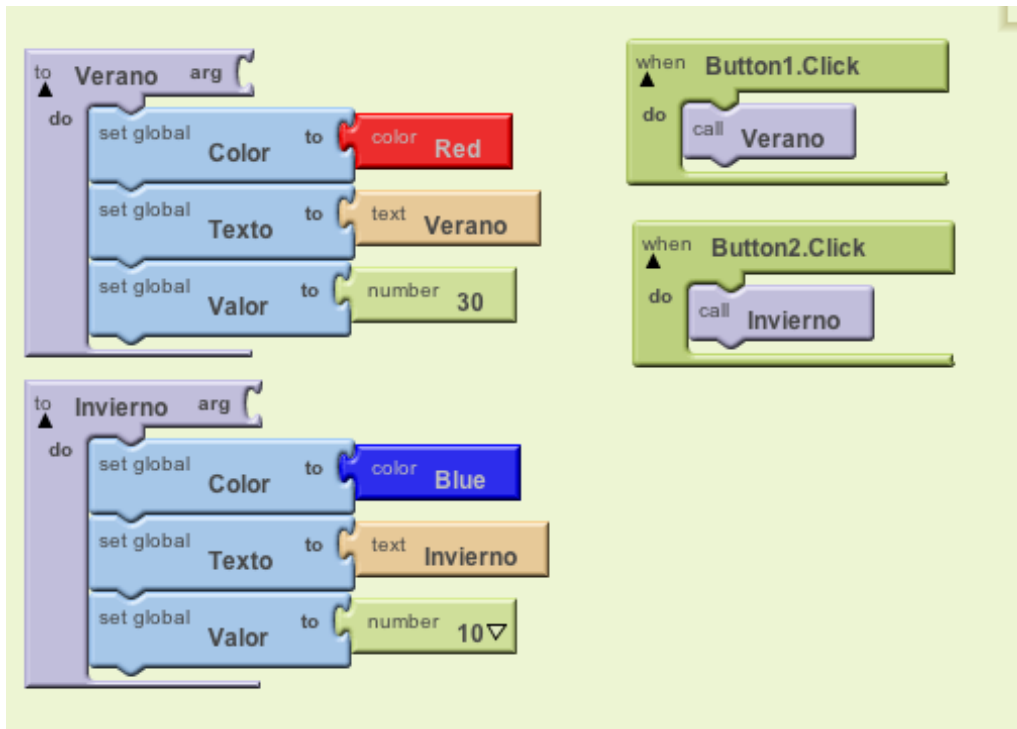 to Verano arg
do
set global Color to color Red
set global Texto to text Verano
set global Valor to number 30
to Invierno arg
do
set global Color to color Blue
set global Texto to text Invierno
set global Valor to number 10
when Button1.Click
do
call Verano
when Button2.Click
do
call Invierno